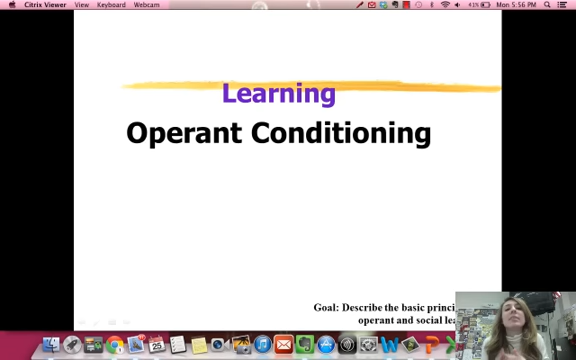 Citrix Viewer View Keyboard Webcam 41% Mon 5:56 PM
Learning
Operant Conditioning
Goal: Describe the basic princi
operant and social lea
25